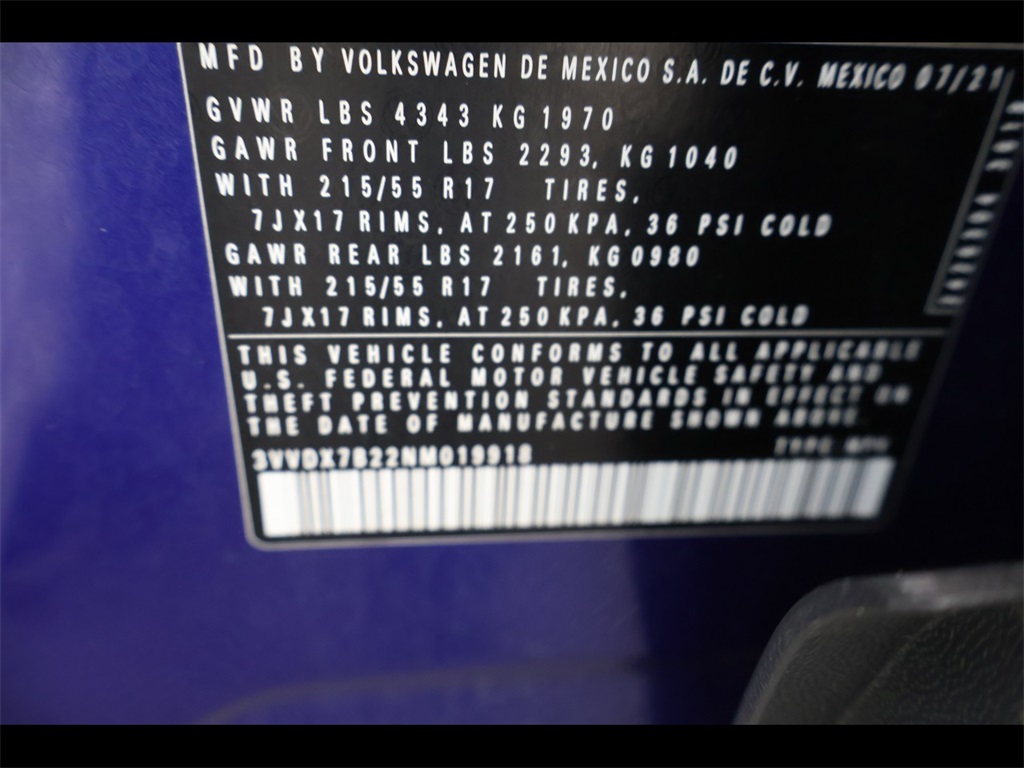 MFD BY VOLKSWAGEN DE MEXICO S.A. DE C.V. MEXICO 07/21
GVWR LBS 4343 KG 1970
GAWR FRONT LBS 2293, KG 1040
WITH 215/55 R17 TIRES,
7JX17 RIMS, AT 250 KPA, 36 PSI COLD
GAWR REAR LBS 2161, KG0980
WITH 215/55 R17 TIRES,
7JX17 RIMS, AT 250 KPA, 36 PSI COLD
THIS VEHICLE CONFORMS TO ALL APPLICABLE
U.S. FEDERAL MOTOR VEHICLE SAFETY AND
THEFT PREVENTION STANDARDS IN EFFECT ON
THE DATE OF MANUFACTURE SHOWN ABOVE.
3VVDX7B22NM019918
TYPE MPV